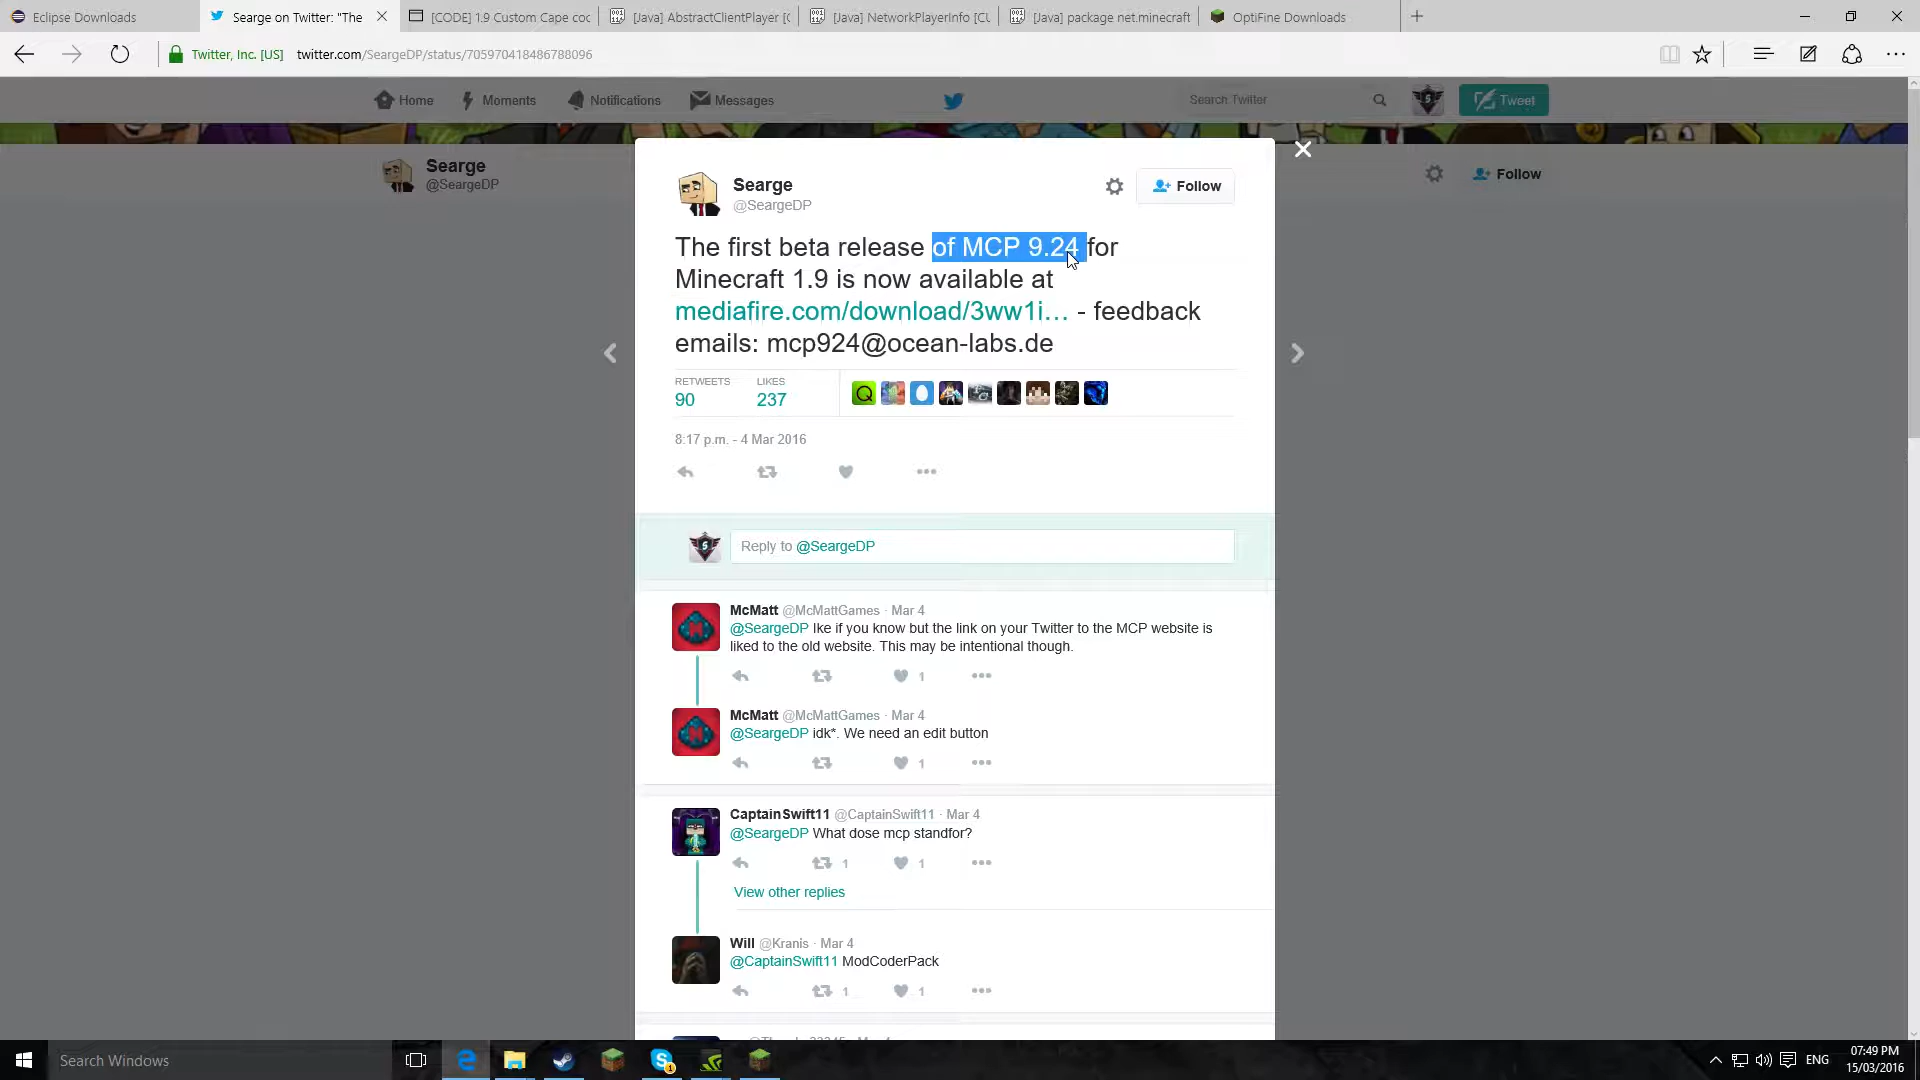 Eclipse Downloads
Searge on Twitter: "The
[CODE] 1.9 Custom Cape coc
[Java] AbstractClientPlayer [C
[Java] NetworkPlayerInfo [CU
[Java] package net.minecraft
OptiFine Downloads
Twitter, Inc. [US]
twitter.com/SeargeDP/status/705970418486788096
Home
Moments
Notifications
Messages
Search Twitter
Tweet
Searge
@SeargeDP
Follow
Searge
@SeargeDP
Follow
The first beta release of MCP 9.24 for
Minecraft 1.9 is now available at
mediafire.com/download/3ww1i… - feedback
emails: mcp924@ocean-labs.de
RETWEETS
90
LIKES
237
8:17 p.m. - 4 Mar 2016
Reply to @SeargeDP
McMatt @McMattGames · Mar 4
@SeargeDP Ike if you know but the link on your Twitter to the MCP website is
liked to the old website. This may be intentional though.
1
McMatt @McMattGames · Mar 4
@SeargeDP idk*. We need an edit button
1
CaptainSwift11 @CaptainSwift11 · Mar 4
@SeargeDP What dose mcp standfor?
1 1
View other replies
Will @Kranis · Mar 4
@CaptainSwift11 ModCoderPack
1 1
Search Windows
ENG
07:49 PM
15/03/2016